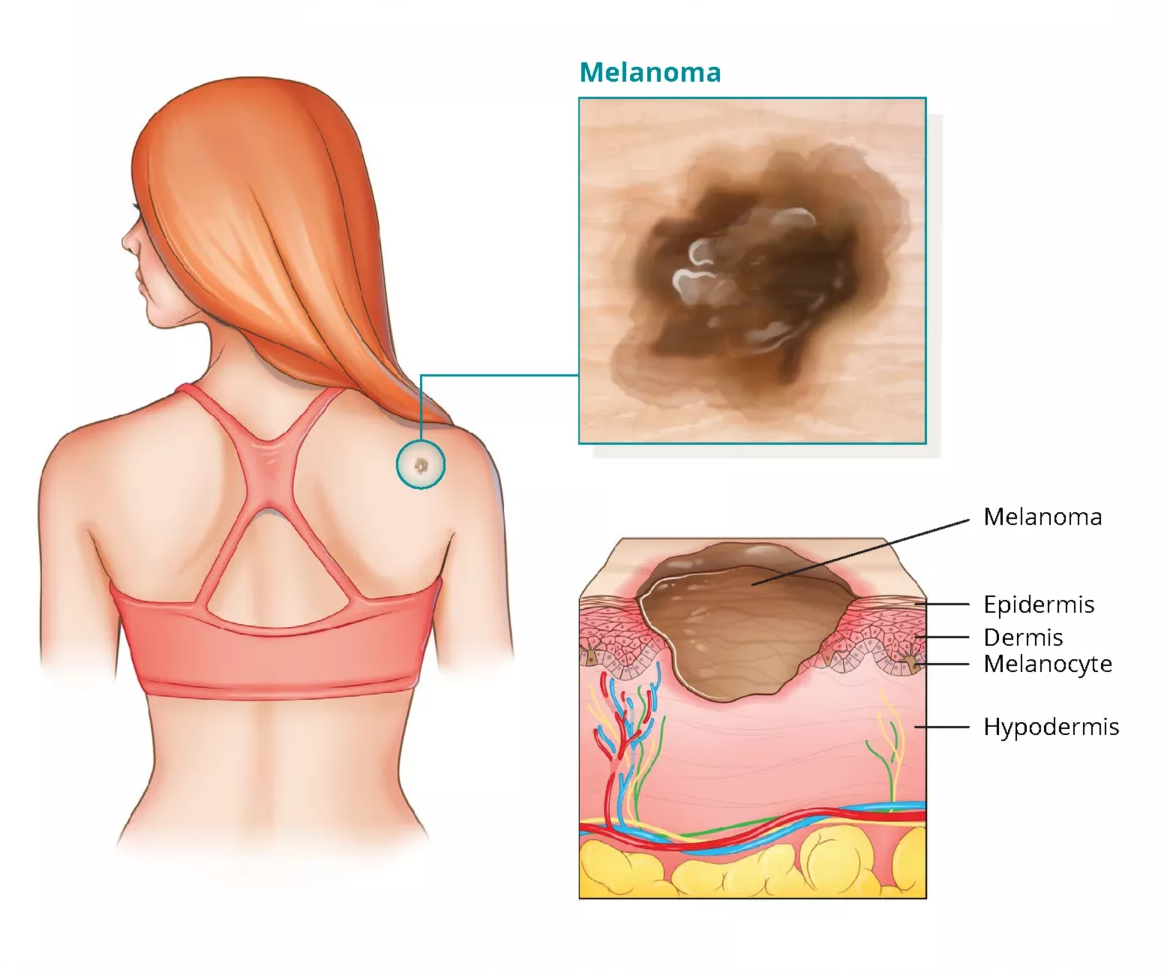 Melanoma
Melanoma
Epidermis
Dermis
Melanocyte
Hypodermis